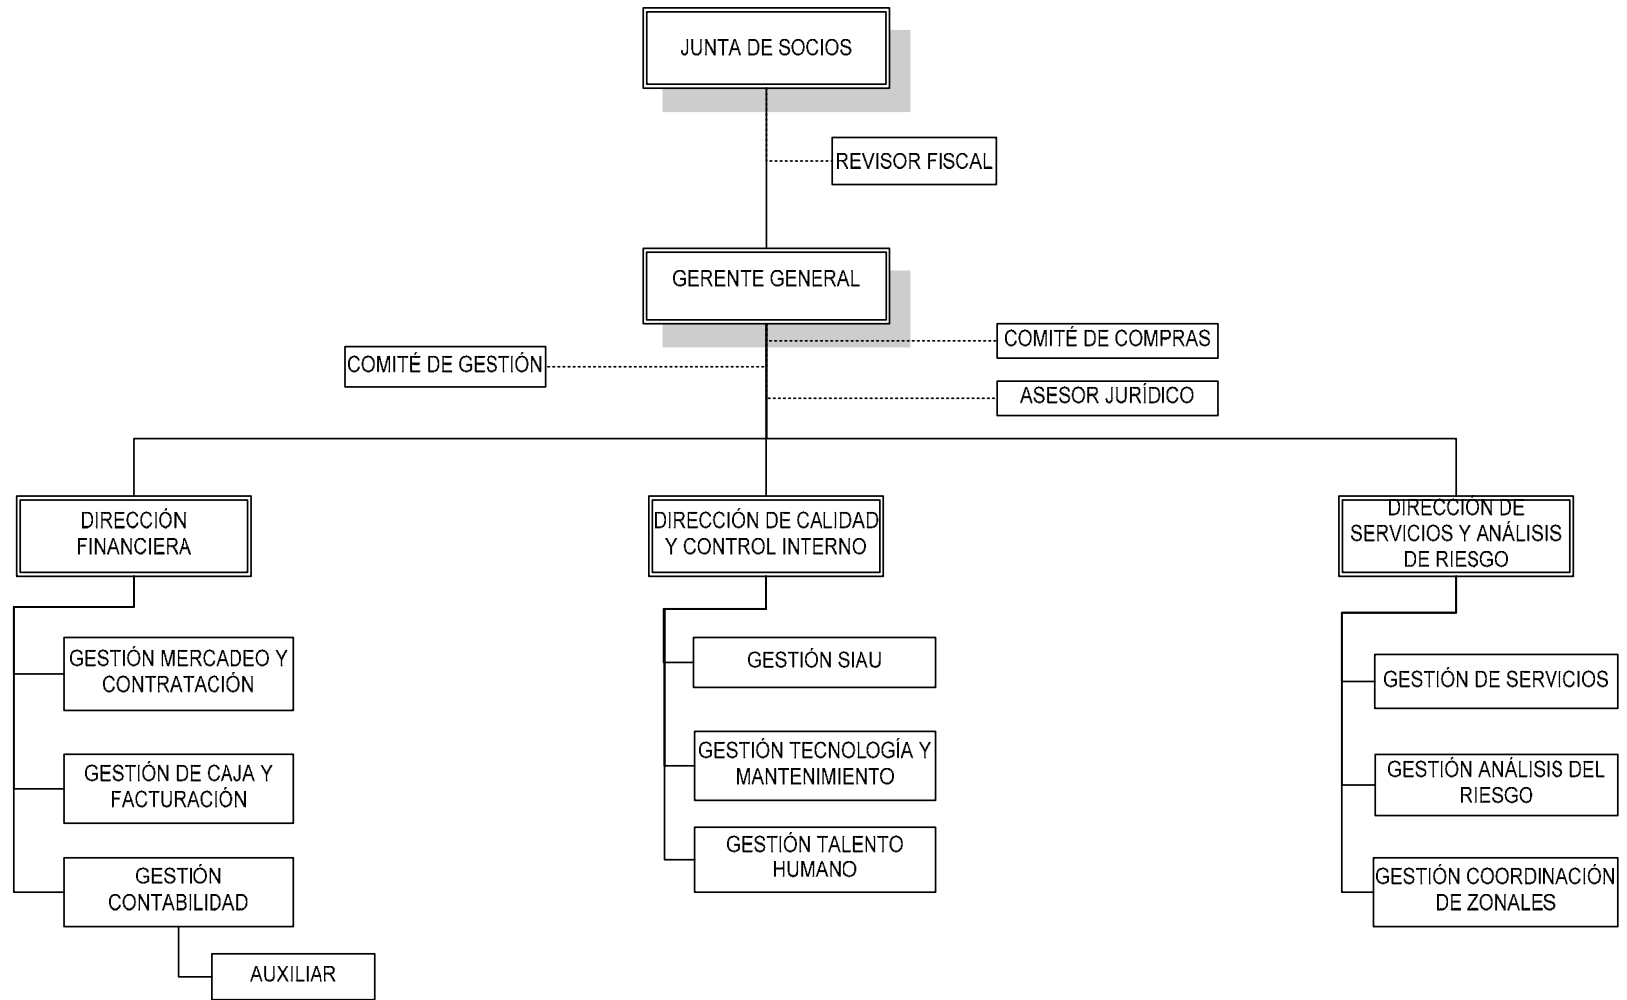 JUNTA DE SOCIOS
REVISOR FISCAL
GERENTE GENERAL
COMITÉ DE COMPRAS
COMITÉ DE GESTIÓN
ASESOR JURÍDICO
DIRECCIÓN
FINANCIERA
DIRECCIÓN DE CALIDAD
Y CONTROL INTERNO
DIRECCIÓN DE
SERVICIOS Y ANÁLISIS
DE RIESGO
GESTIÓN MERCADEO Y
CONTRATACIÓN
GESTIÓN DE CAJA Y
FACTURACIÓN
GESTIÓN
CONTABILIDAD
AUXILIAR
GESTIÓN SIAU
GESTIÓN TECNOLOGÍA Y
MANTENIMIENTO
GESTIÓN TALENTO
HUMANO
GESTIÓN DE SERVICIOS
GESTIÓN ANÁLISIS DEL
RIESGO
GESTIÓN COORDINACIÓN
DE ZONALES